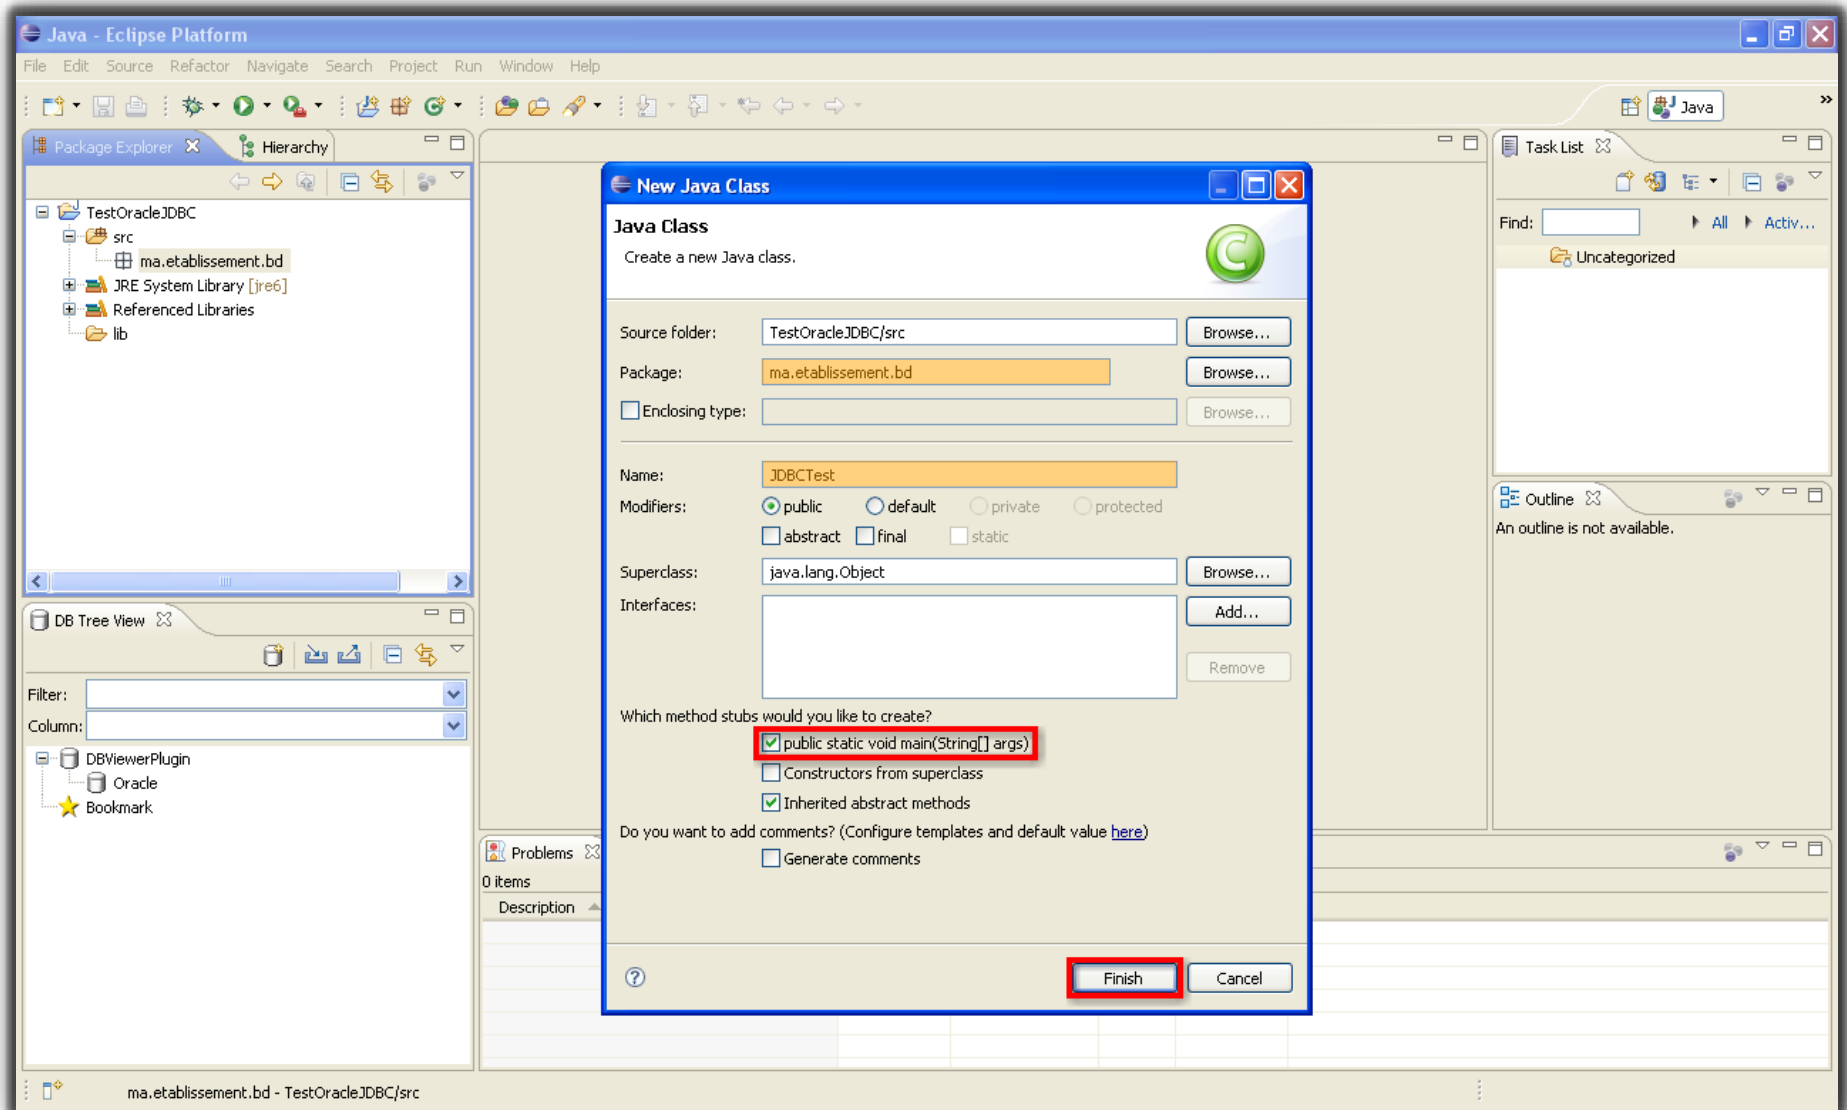 Java - Eclipse Platform
File Edit Source Refactor Navigate Search Project Run Window Help
Java
»
Package Explorer
Hierarchy
TestOracleJDBC
src
ma.etablissement.bd
JRE System Library [jre6]
Referenced Libraries
lib
DB Tree View
Filter:
Column:
DBViewerPlugin
Oracle
Bookmark
New Java Class
Java Class
Create a new Java class.
C
Source folder: TestOracleJDBC/src Browse...
Package: ma.etablissement.bd Browse...
Enclosing type: Browse...
Name: JDBCTest
Modifiers: public default private protected
abstract final static
Superclass: java.lang.Object Browse...
Interfaces: Add...
Remove
Which method stubs would you like to create?
public static void main(String[] args)
Constructors from superclass
Inherited abstract methods
Do you want to add comments? (Configure templates and default value here)
Generate comments
? Finish Cancel
Task List
Find: All Activ...
Uncategorized
Outline
An outline is not available.
Problems
0 items
Description
ma.etablissement.bd - TestOracleJDBC/src